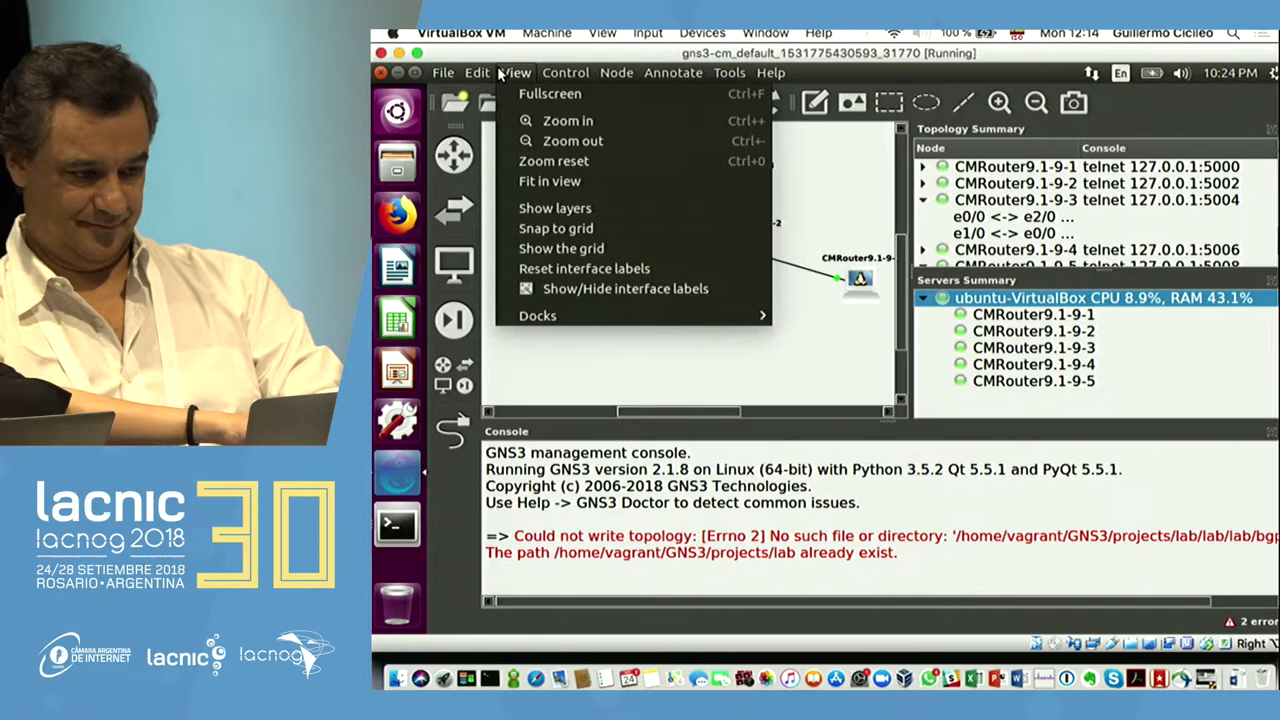 VirtualBox VM Machine View Input Devices Window Help 100 % Mon 12:14 Guillermo Cicileo
gns3-cm_default_1531775430593_31770 [Running]
File Edit View Control Node Annotate Tools Help En 10:24 PM
Fullscreen Ctrl+F
Zoom in Ctrl++
Zoom out Ctrl+-
Zoom reset Ctrl+0
Fit in view
Show layers
Snap to grid
Show the grid
Reset interface labels
Show/Hide interface labels
Docks
-2
CMRouter9.1-9-
Topology Summary
Node Console
CMRouter9.1-9-1 telnet 127.0.0.1:5000
CMRouter9.1-9-2 telnet 127.0.0.1:5002
CMRouter9.1-9-3 telnet 127.0.0.1:5004
e0/0 <-> e2/0 ...
e1/0 <-> e0/0 ...
CMRouter9.1-9-4 telnet 127.0.0.1:5006
Servers Summary
ubuntu-VirtualBox CPU 8.9%, RAM 43.1%
CMRouter9.1-9-1
CMRouter9.1-9-2
CMRouter9.1-9-3
CMRouter9.1-9-4
CMRouter9.1-9-5
Console
GNS3 management console.
Running GNS3 version 2.1.8 on Linux (64-bit) with Python 3.5.2 Qt 5.5.1 and PyQt 5.5.1.
Copyright (c) 2006-2018 GNS3 Technologies.
Use Help -> GNS3 Doctor to detect common issues.
=> Could not write topology: [Errno 2] No such file or directory: '/home/vagrant/GNS3/projects/lab/lab/lab/bgp
The path /home/vagrant/GNS3/projects/lab already exist.
2 error
Right
lacnic 30
lacnog 2018
24/28 SETIEMBRE 2018
ROSARIO•ARGENTINA
CÁMARA ARGENTINA
DE INTERNET
lacnic
lacnog